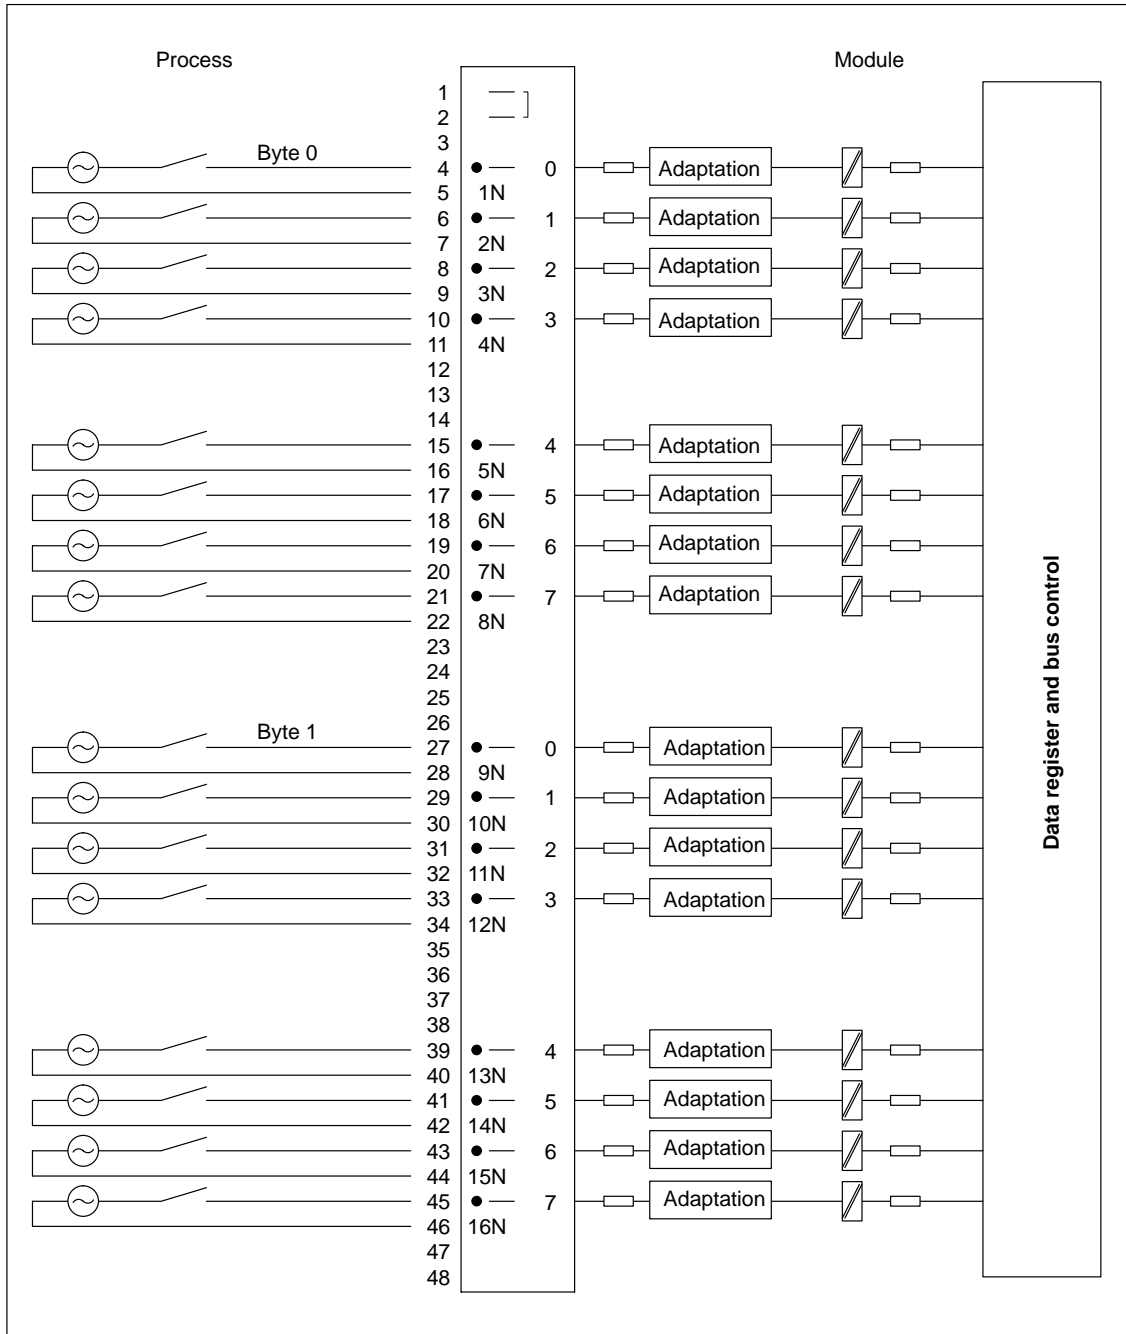 Process Module
1
2
3
Byte 0 4 0 Adaptation
5 1N
6 1 Adaptation
7 2N
8 2 Adaptation
9 3N
10 3 Adaptation
11 4N
12
13
14
15 4 Adaptation
16 5N
17 5 Adaptation
18 6N
19 6 Adaptation
20 7N
21 7 Adaptation
22 8N
23
24
25
26
Byte 1 27 0 Adaptation
28 9N
29 1 Adaptation
30 10N
31 2 Adaptation
32 11N
33 3 Adaptation
34 12N
35
36
37
38
39 4 Adaptation
40 13N
41 5 Adaptation
42 14N
43 6 Adaptation
44 15N
45 7 Adaptation
46 16N
47
48
Data register and bus control